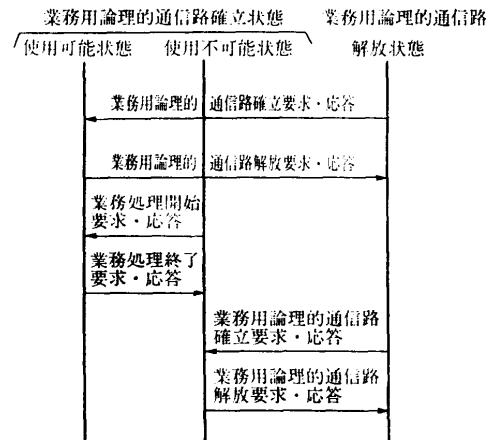 業務用論理的通信路確立状態 業務用論理的通信路
使用可能状態 使用不可能状態 解放状態
業務用論理的 通信路確立要求・応答
業務用論理的 通信路解放要求・応答
業務処理開始
要求・応答
業務処理終了
要求・応答
業務用論理的通信路
確立要求・応答
業務用論理的通信路
解放要求・応答